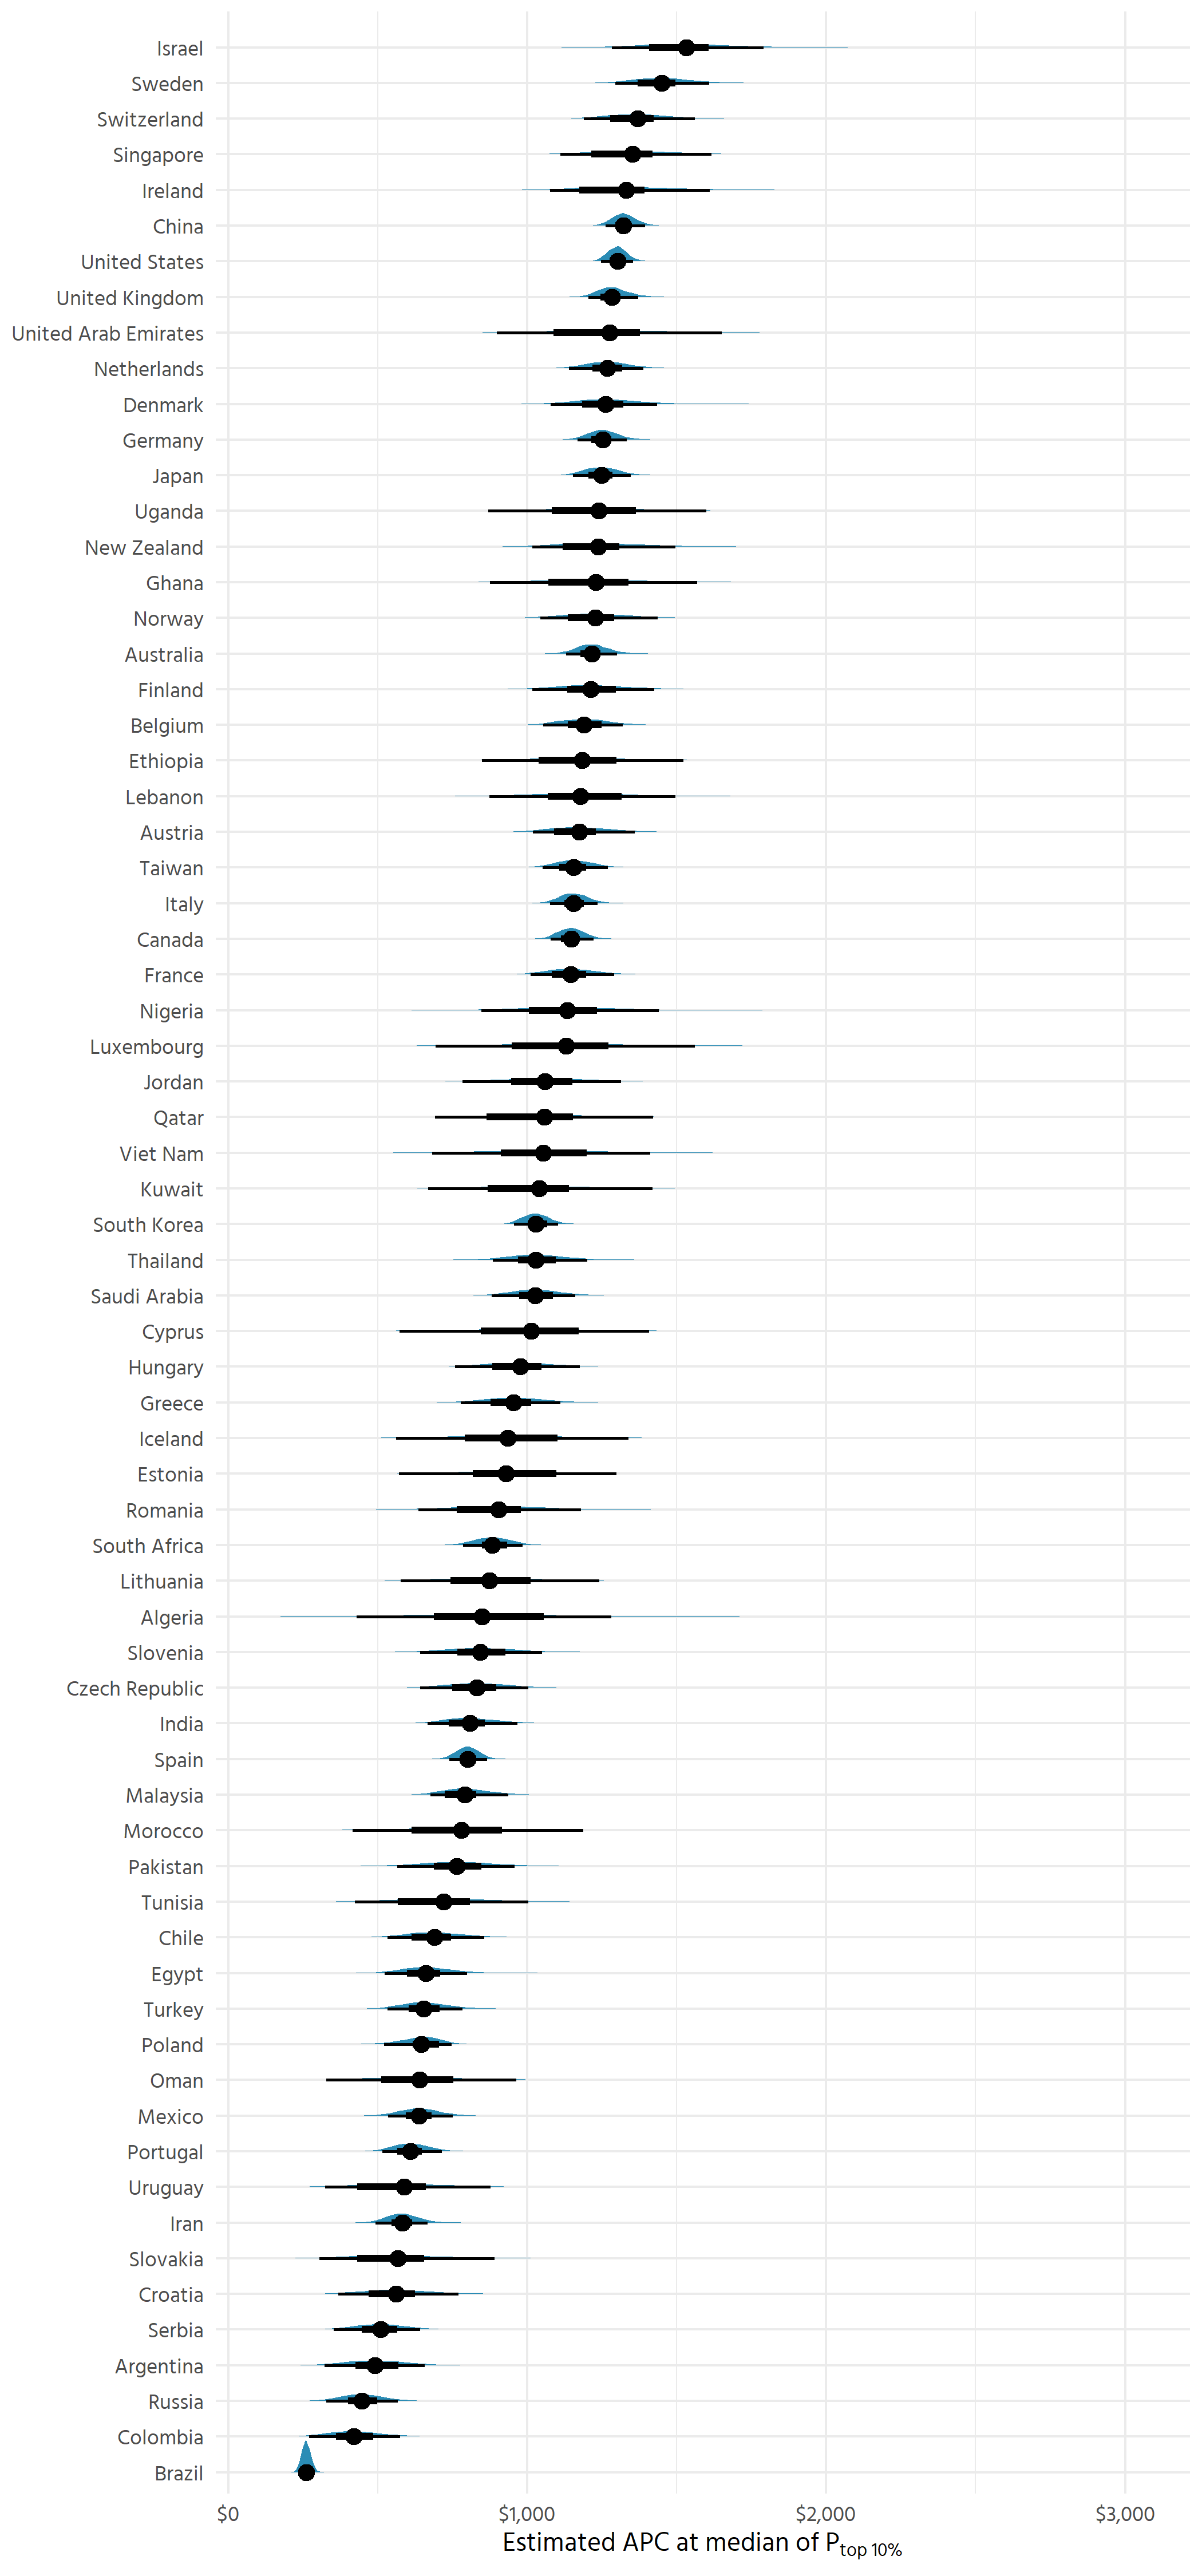 Israel
Sweden
Switzerland
Singapore
Ireland
China
United States
United Kingdom
United Arab Emirates
Netherlands
Denmark
Germany
Japan
Uganda
New Zealand
Ghana
Norway
Australia
Finland
Belgium
Ethiopia
Lebanon
Austria
Taiwan
Italy
Canada
France
Nigeria
Luxembourg
Jordan
Qatar
Viet Nam
Kuwait
South Korea
Thailand
Saudi Arabia
Cyprus
Hungary
Greece
Iceland
Estonia
Romania
South Africa
Lithuania
Algeria
Slovenia
Czech Republic
India
Spain
Malaysia
Morocco
Pakistan
Tunisia
Chile
Egypt
Turkey
Poland
Oman
Mexico
Portugal
Uruguay
Iran
Slovakia
Croatia
Serbia
Argentina
Russia
Colombia
Brazil
$0 $1,000 $2,000 $3,000
Estimated APC at median of Ptop 10%